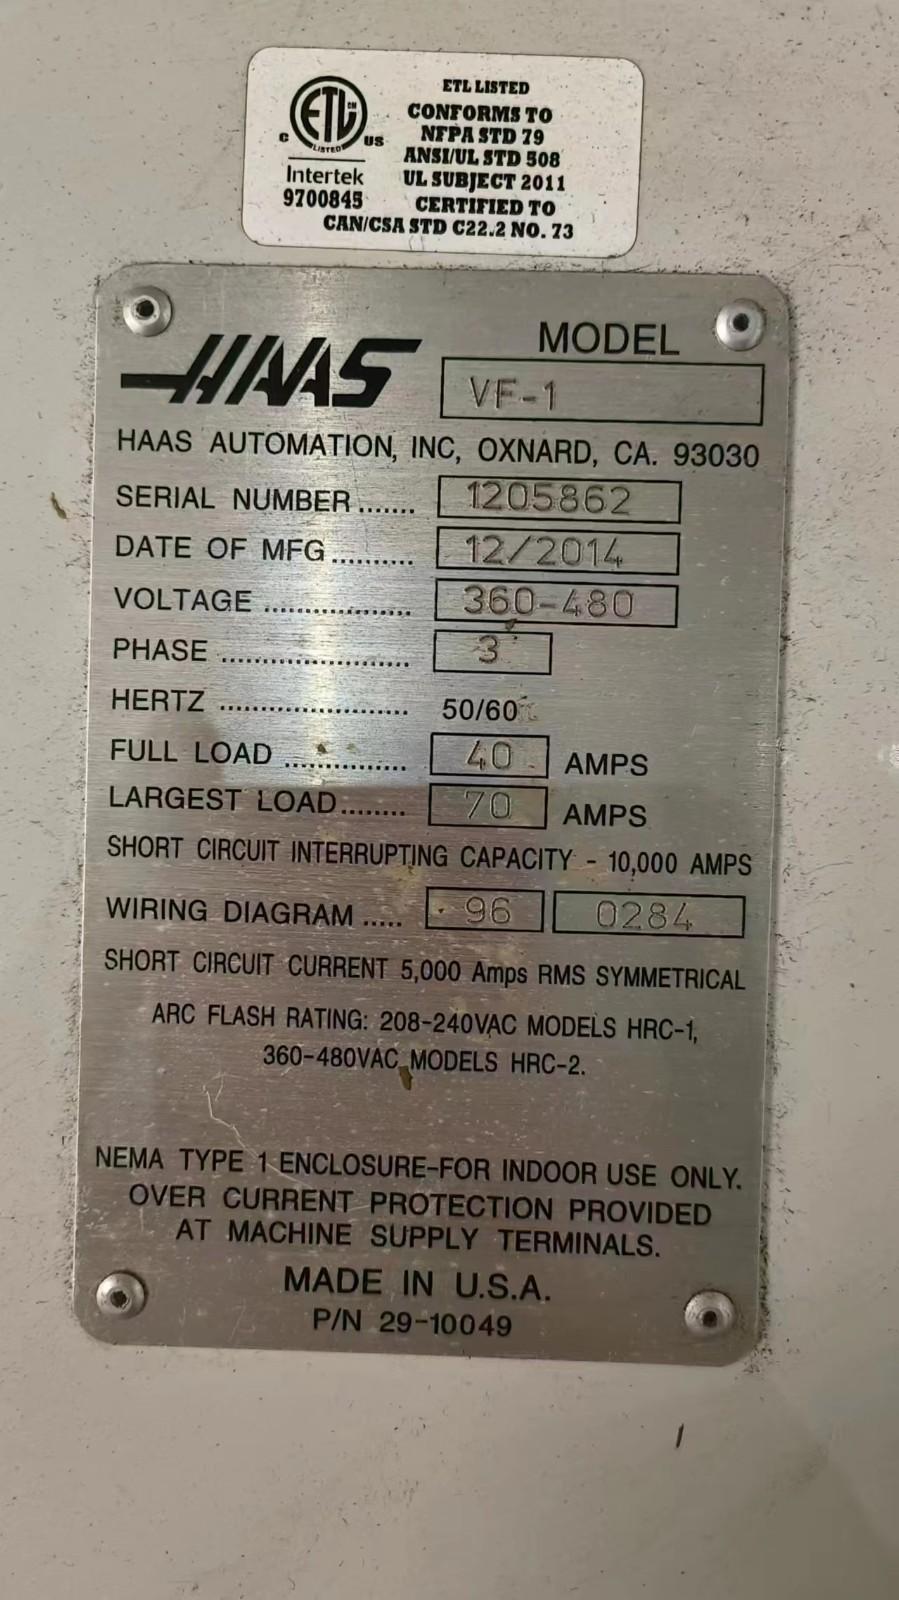 ETL LISTED
CONFORMS TO
NFPA STD 79
ANSI/UL STD 508
UL SUBJECT 2011
CERTIFIED TO
CAN/CSA STD C22.2 NO. 73
C ETL CM US
LISTED
Intertek
9700845
HAAS
MODEL
VF-1
HAAS AUTOMATION, INC, OXNARD, CA. 93030
SERIAL NUMBER ....... 1205862
DATE OF MFG .......... 12/2014
VOLTAGE .................. 360-480
PHASE ....................... 3
HERTZ ....................... 50/60
FULL LOAD ............... 40 AMPS
LARGEST LOAD........ 70 AMPS
SHORT CIRCUIT INTERRUPTING CAPACITY - 10,000 AMPS
WIRING DIAGRAM ..... 96 0284
SHORT CIRCUIT CURRENT 5,000 Amps RMS SYMMETRICAL
ARC FLASH RATING: 208-240VAC MODELS HRC-1,
360-480VAC MODELS HRC-2.
NEMA TYPE 1 ENCLOSURE-FOR INDOOR USE ONLY.
OVER CURRENT PROTECTION PROVIDED
AT MACHINE SUPPLY TERMINALS.
MADE IN U.S.A.
P/N 29-10049